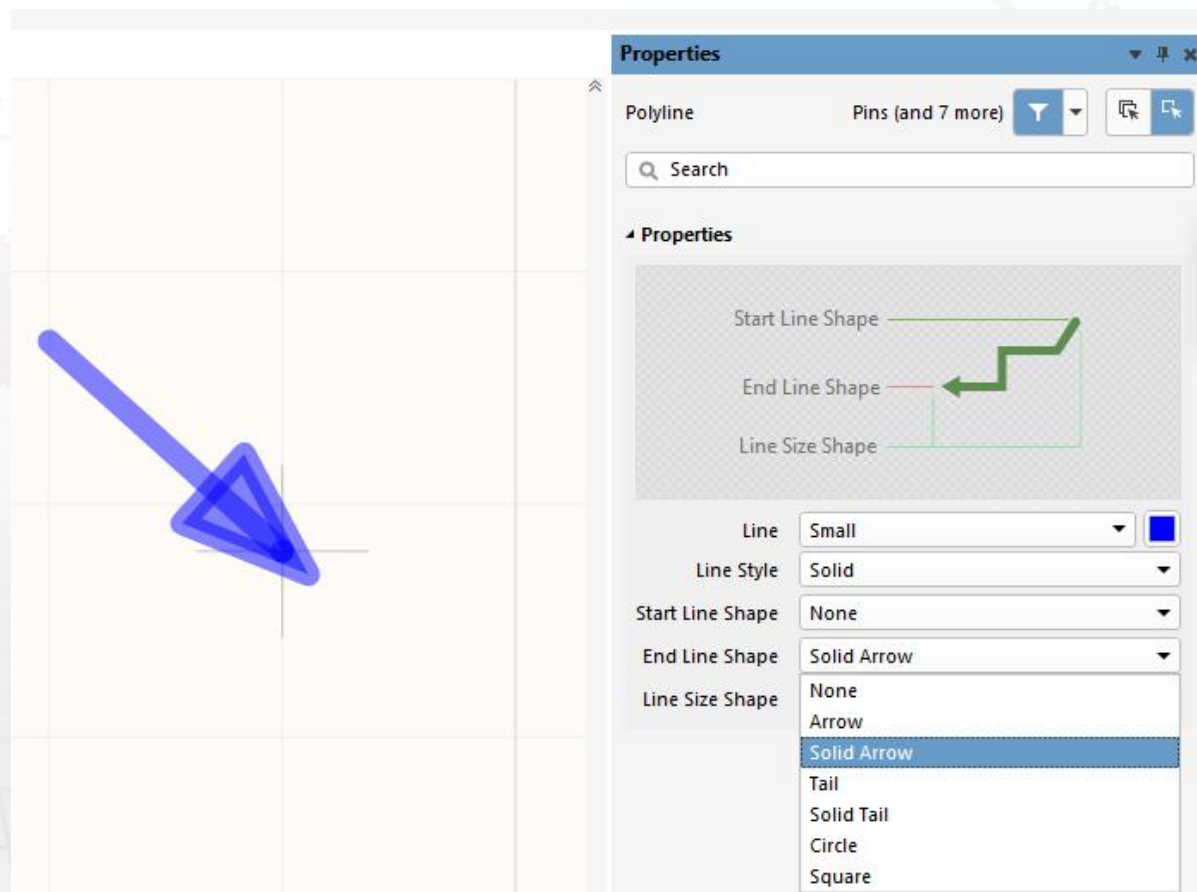 Properties
Polyline Pins (and 7 more)
Search
Properties
Start Line Shape
End Line Shape
Line Size Shape
Line Small
Line Style Solid
Start Line Shape None
End Line Shape Solid Arrow
Line Size Shape
None
Arrow
Solid Arrow
Tail
Solid Tail
Circle
Square